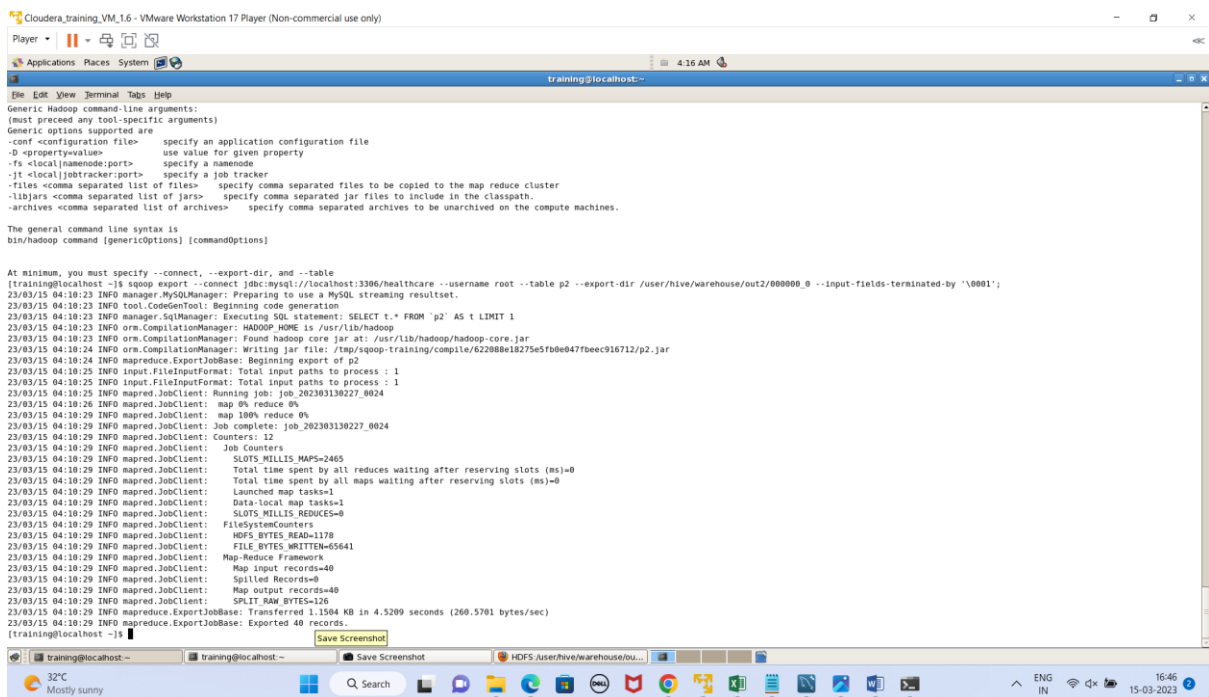 Cloudera_training_VM_1.6 - VMware Workstation 17 Player (Non-commercial use only)
Player
Applications Places System
4:16 AM
training@localhost:~
File Edit View Terminal Tabs Help
Generic Hadoop command-line arguments:
(must preceed any tool-specific arguments)
Generic options supported are
-conf <configuration file> specify an application configuration file
-D <property=value> use value for given property
-fs <local|namenode:port> specify a namenode
-jt <local|jobtracker:port> specify a job tracker
-files <comma separated list of files> specify comma separated files to be copied to the map reduce cluster
-libjars <comma separated list of jars> specify comma separated jar files to include in the classpath.
-archives <comma separated list of archives> specify comma separated archives to be unarchived on the compute machines.
The general command line syntax is
bin/hadoop command [genericOptions] [commandOptions]
At minimum, you must specify --connect, --export-dir, and --table
[training@localhost ~]$ sqoop export --connect jdbc:mysql://localhost:3306/healthcare --username root --table p2 --export-dir /user/hive/warehouse/out2/000000_0 --input-fields-terminated-by '\0001';
23/03/15 04:10:23 INFO manager.MySQLManager: Preparing to use a MySQL streaming resultset.
23/03/15 04:10:23 INFO tool.CodeGenTool: Beginning code generation
23/03/15 04:10:23 INFO manager.SqlManager: Executing SQL statement: SELECT t.* FROM `p2` AS t LIMIT 1
23/03/15 04:10:23 INFO orm.CompilationManager: HADOOP_HOME is /usr/lib/hadoop
23/03/15 04:10:23 INFO orm.CompilationManager: Found hadoop core jar at: /usr/lib/hadoop/hadoop-core.jar
23/03/15 04:10:24 INFO orm.CompilationManager: Writing jar file: /tmp/sqoop-training/compile/622088e18275e5fb0e047fbeec916712/p2.jar
23/03/15 04:10:24 INFO mapreduce.ExportJobBase: Beginning export of p2
23/03/15 04:10:25 INFO input.FileInputFormat: Total input paths to process : 1
23/03/15 04:10:25 INFO input.FileInputFormat: Total input paths to process : 1
23/03/15 04:10:25 INFO mapred.JobClient: Running job: job_202303130227_0024
23/03/15 04:10:26 INFO mapred.JobClient: map 0% reduce 0%
23/03/15 04:10:29 INFO mapred.JobClient: map 100% reduce 0%
23/03/15 04:10:29 INFO mapred.JobClient: Job complete: job_202303130227_0024
23/03/15 04:10:29 INFO mapred.JobClient: Counters: 12
23/03/15 04:10:29 INFO mapred.JobClient: Job Counters
23/03/15 04:10:29 INFO mapred.JobClient: SLOTS_MILLIS_MAPS=2465
23/03/15 04:10:29 INFO mapred.JobClient: Total time spent by all reduces waiting after reserving slots (ms)=0
23/03/15 04:10:29 INFO mapred.JobClient: Total time spent by all maps waiting after reserving slots (ms)=0
23/03/15 04:10:29 INFO mapred.JobClient: Launched map tasks=1
23/03/15 04:10:29 INFO mapred.JobClient: Data-local map tasks=1
23/03/15 04:10:29 INFO mapred.JobClient: SLOTS_MILLIS_REDUCES=0
23/03/15 04:10:29 INFO mapred.JobClient: FileSystemCounters
23/03/15 04:10:29 INFO mapred.JobClient: HDFS_BYTES_READ=1178
23/03/15 04:10:29 INFO mapred.JobClient: FILE_BYTES_WRITTEN=65641
23/03/15 04:10:29 INFO mapred.JobClient: Map-Reduce Framework
23/03/15 04:10:29 INFO mapred.JobClient: Map input records=40
23/03/15 04:10:29 INFO mapred.JobClient: Spilled Records=0
23/03/15 04:10:29 INFO mapred.JobClient: Map output records=40
23/03/15 04:10:29 INFO mapred.JobClient: SPLIT_RAW_BYTES=126
23/03/15 04:10:29 INFO mapreduce.ExportJobBase: Transferred 1.1504 KB in 4.5209 seconds (260.5701 bytes/sec)
23/03/15 04:10:29 INFO mapreduce.ExportJobBase: Exported 40 records.
[training@localhost ~]$
Save Screenshot
training@localhost:~ training@localhost:~ Save Screenshot HDFS:/user/hive/warehouse/ou...
32°C
Mostly sunny
Search
DELL
ENG
IN
16:46
15-03-2023
2